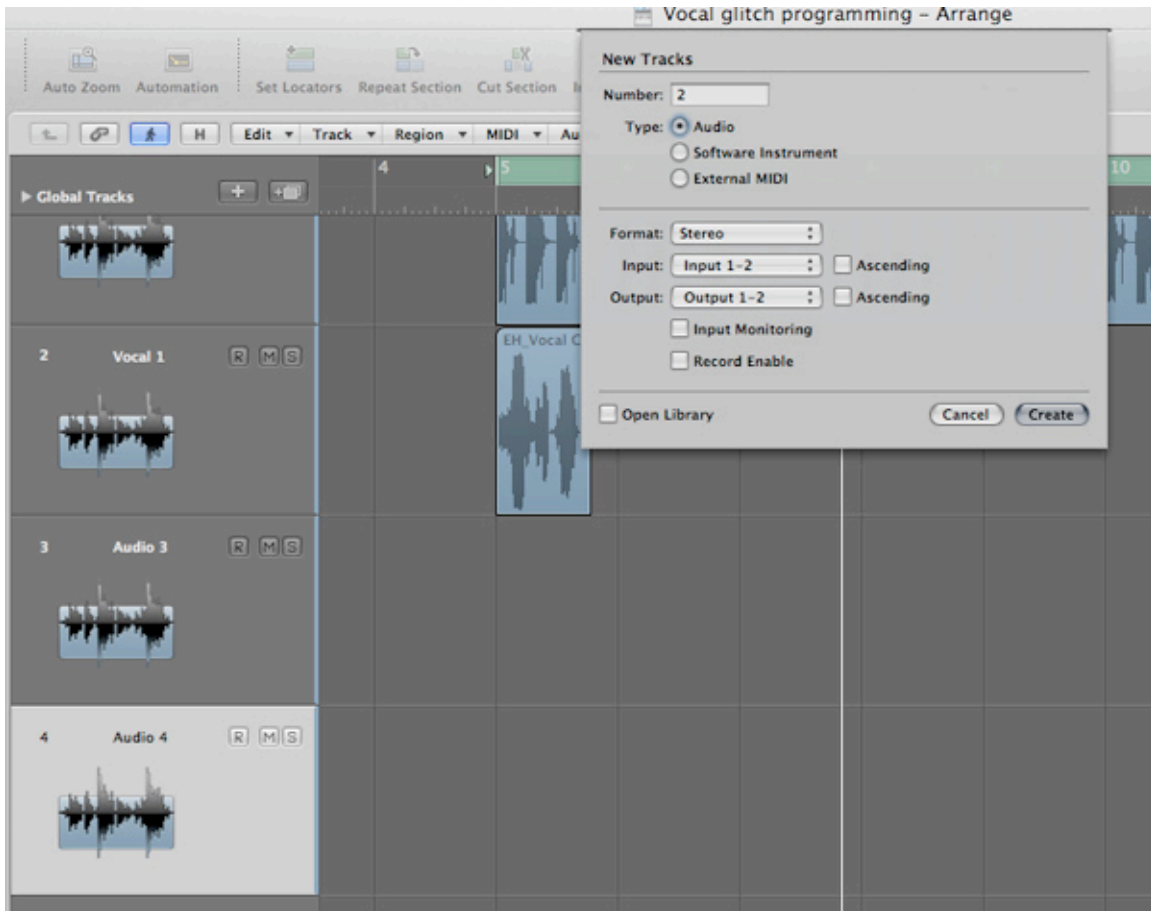 Vocal glitch programming – Arrange
Auto Zoom Automation Set Locators Repeat Section Cut Section
H Edit Track Region MIDI
4 5 10
Global Tracks
New Tracks
Number: 2
Type: Audio
Software Instrument
External MIDI
Format: Stereo
Input: Input 1-2 Ascending
Output: Output 1-2 Ascending
Input Monitoring
Record Enable
Open Library Cancel Create
2 Vocal 1 R M S
EH_Vocal C
3 Audio 3 R M S
4 Audio 4 R M S